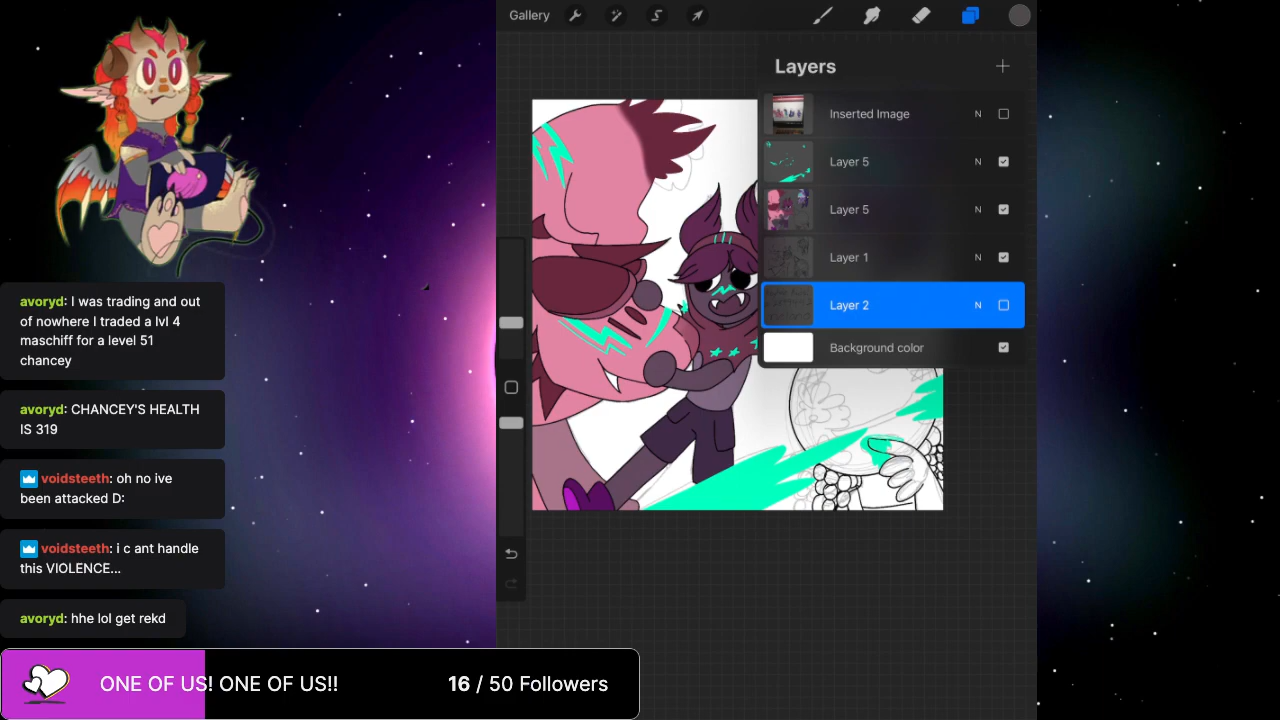 Gallery
Layers
Inserted Image N
Layer 5 N
Layer 5 N
Layer 1 N
Layer 2 N
Background color
avoryd: I was trading and out
of nowhere I traded a lvl 4
maschiff for a level 51
chancey
avoryd: CHANCEY'S HEALTH
IS 319
voidsteeth: oh no ive
been attacked D:
voidsteeth: i c ant handle
this VIOLENCE...
avoryd: hhe lol get rekd
ONE OF US! ONE OF US!! 16 / 50 Followers